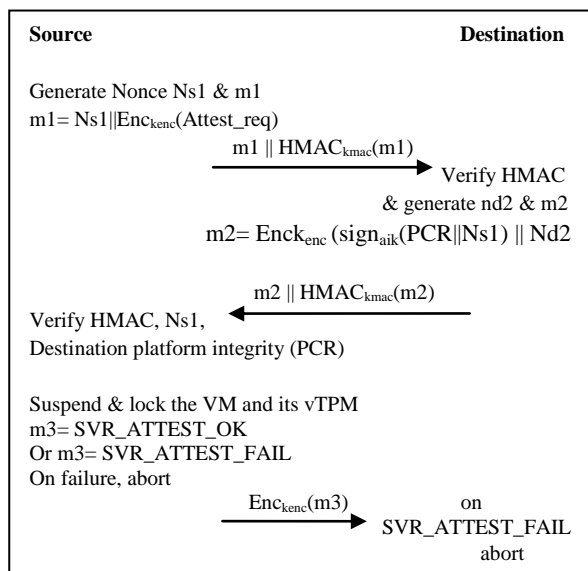 Source Destination
Generate Nonce Ns1 & m1
m1= Ns1||Enckenc(Attest_req)
m1 || HMACkmac(m1)
Verify HMAC
& generate nd2 & m2
m2= Enckenc (signaik(PCR||Ns1) || Nd2
m2 || HMACkmac(m2)
Verify HMAC, Ns1,
Destination platform integrity (PCR)
Suspend & lock the VM and its vTPM
m3= SVR_ATTEST_OK
Or m3= SVR_ATTEST_FAIL
On failure, abort
Enckenc(m3) on
SVR_ATTEST_FAIL
abort